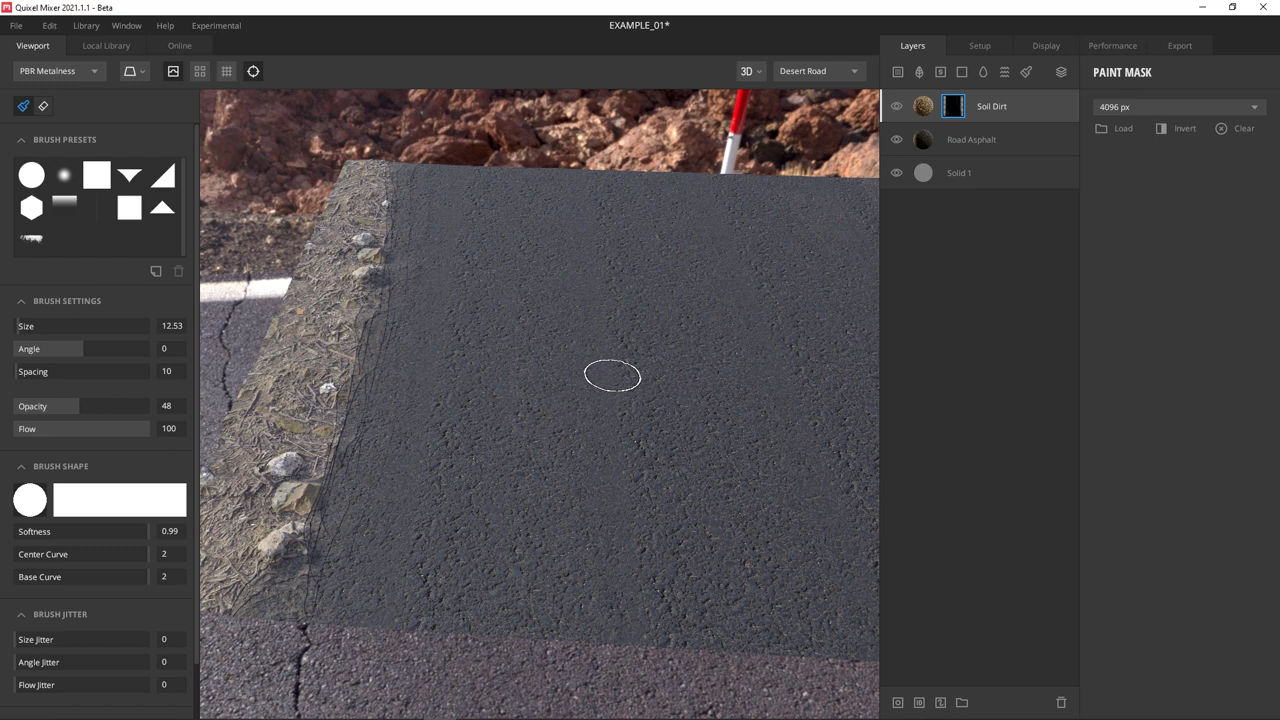 Quixel Mixer 2021.1.1 - Beta
File Edit Library Window Help Experimental
EXAMPLE_01*
Viewport Local Library Online
Layers Setup Display Performance Export
PBR Metalness
3D
Desert Road
PAINT MASK
4096 px
Load Invert Clear
Soil Dirt
Road Asphalt
Solid 1
BRUSH PRESETS
BRUSH SETTINGS
Size 12.53
Angle 0
Spacing 10
Opacity 48
Flow 100
BRUSH SHAPE
Softness 0.99
Center Curve 2
Base Curve 2
BRUSH JITTER
Size Jitter 0
Angle Jitter 0
Flow Jitter 0